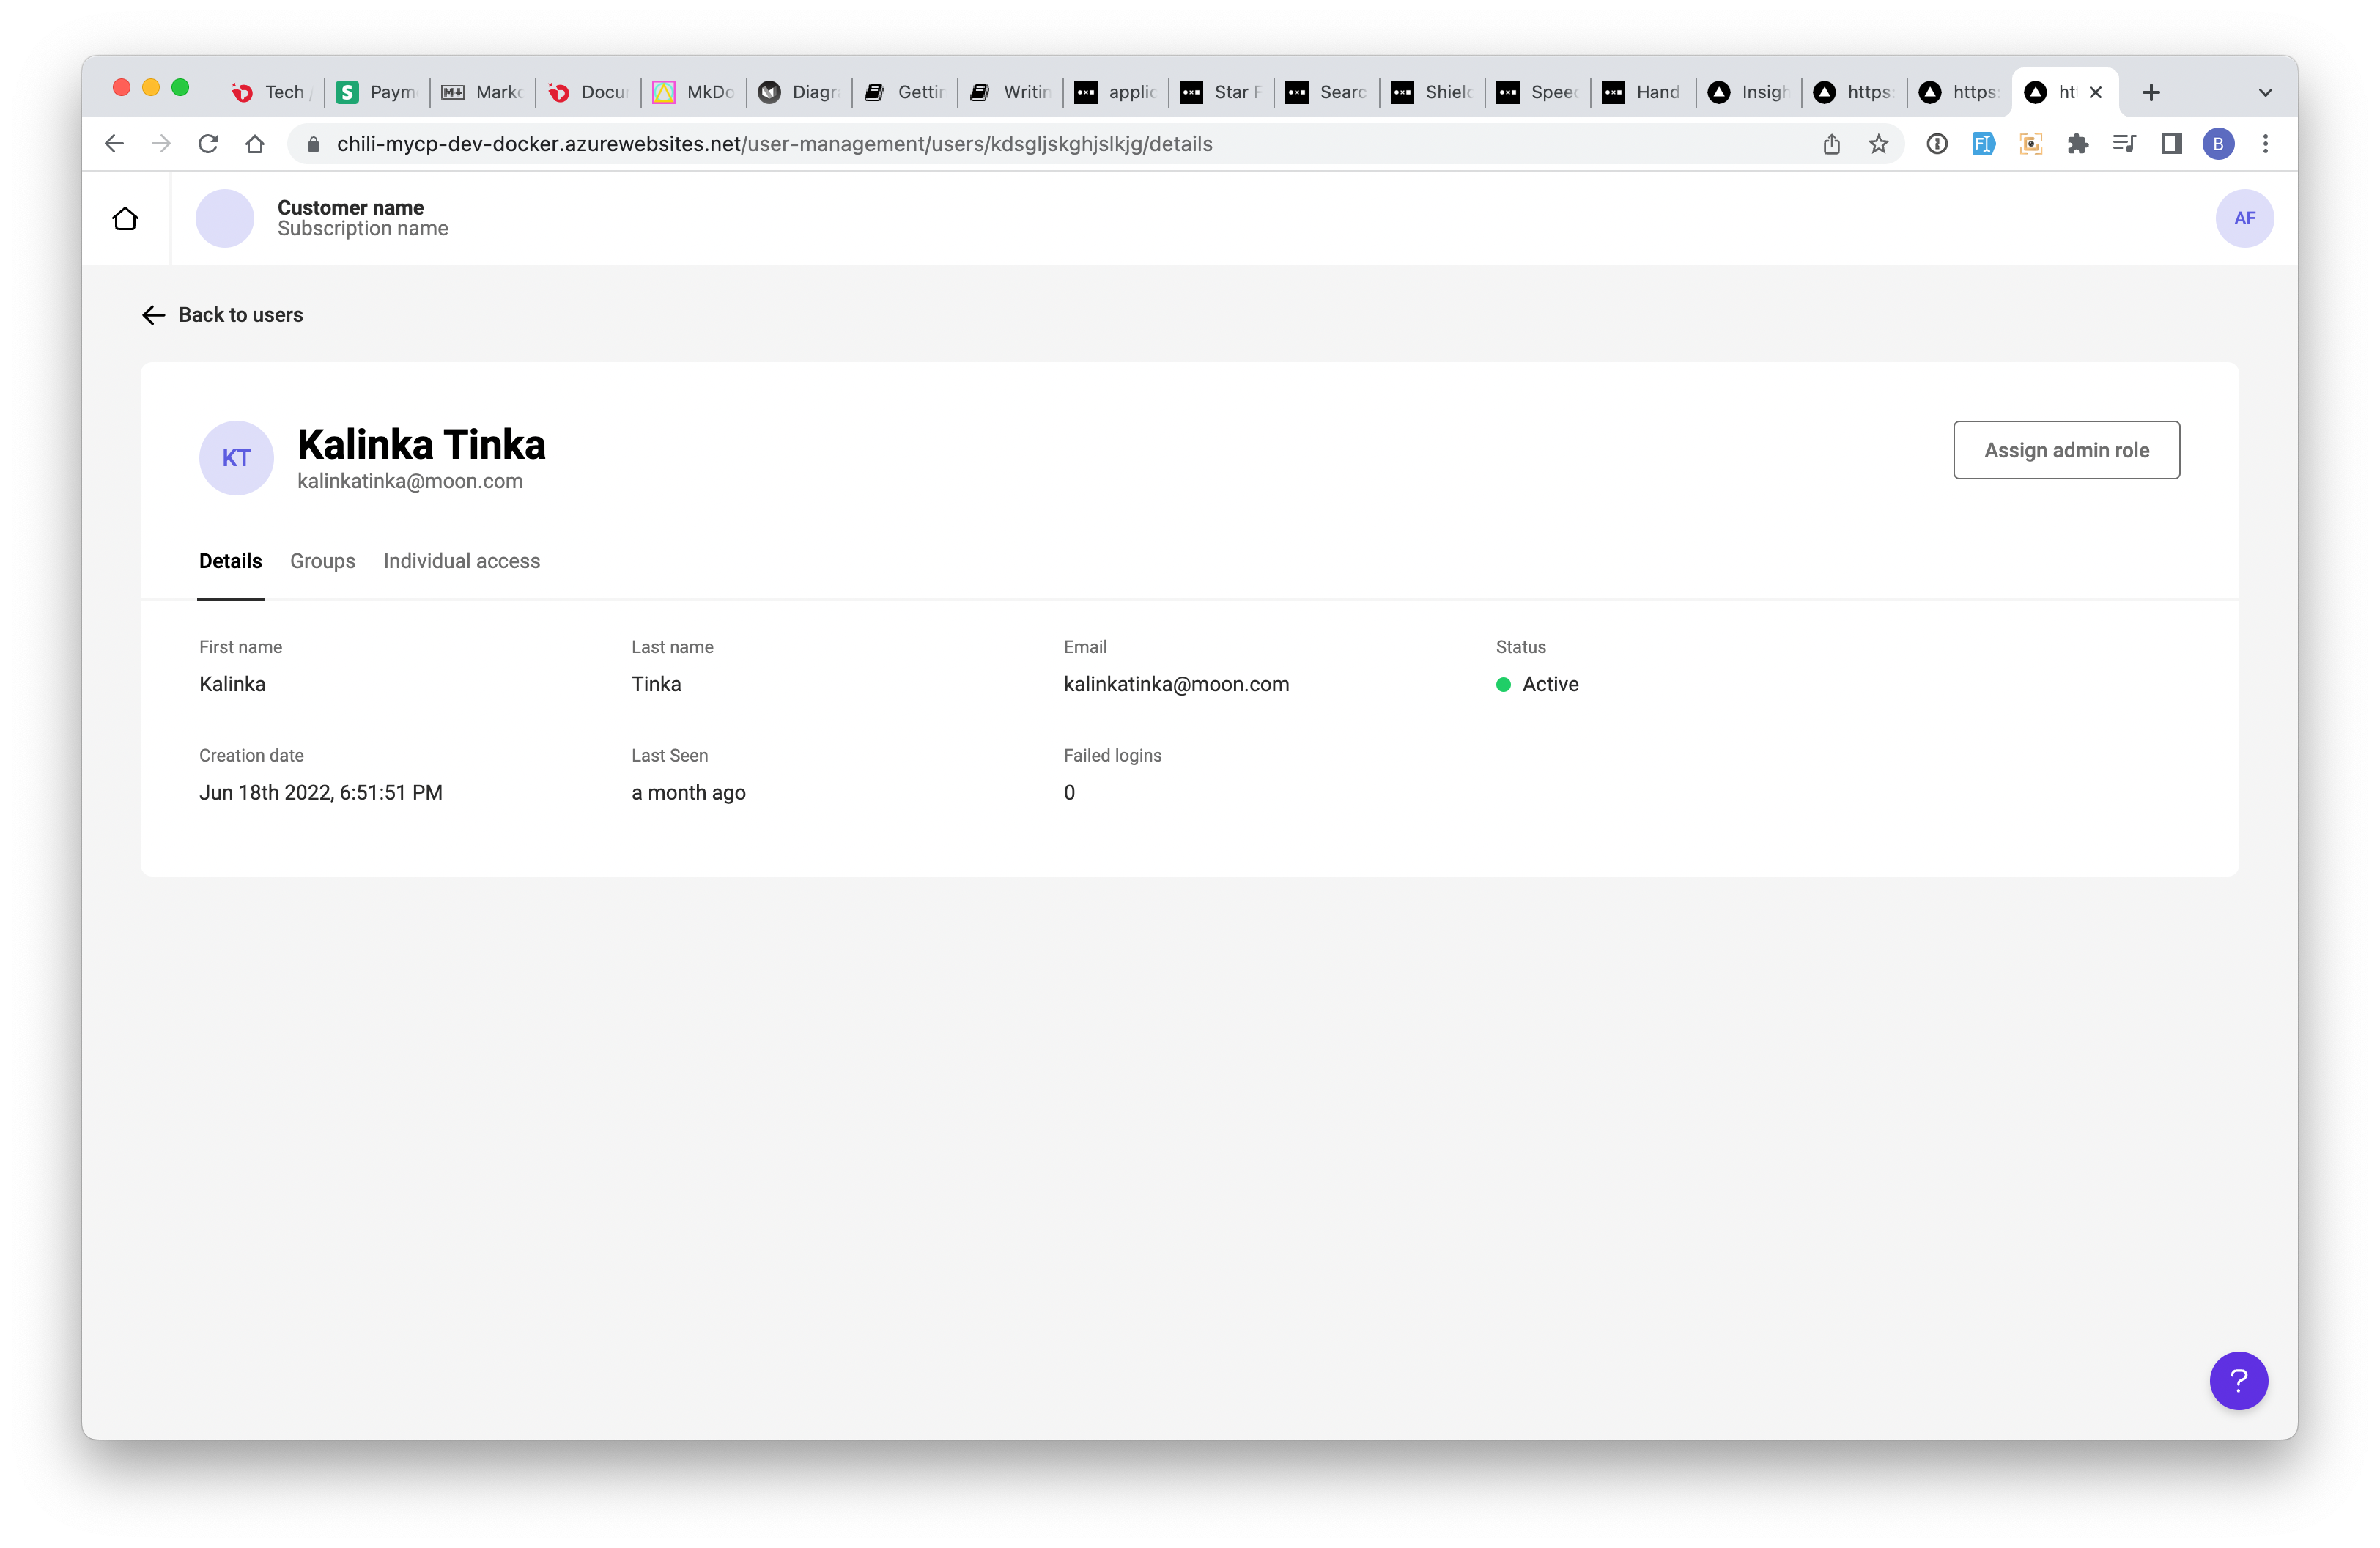 Tech Paym Mark Docu MkDo Diagr Gettin Writin applic Star F Searc Shield Speed Hand Insigh https: https: ht
chili-mycp-dev-docker.azurewebsites.net/user-management/users/kdsgljskghjslkjg/details B
Customer name
Subscription name
AF
Back to users
KT
Kalinka Tinka
kalinkatinka@moon.com
Assign admin role
Details Groups Individual access
First name Last name Email Status
Kalinka Tinka kalinkatinka@moon.com Active
Creation date Last Seen Failed logins
Jun 18th 2022, 6:51:51 PM a month ago 0
?